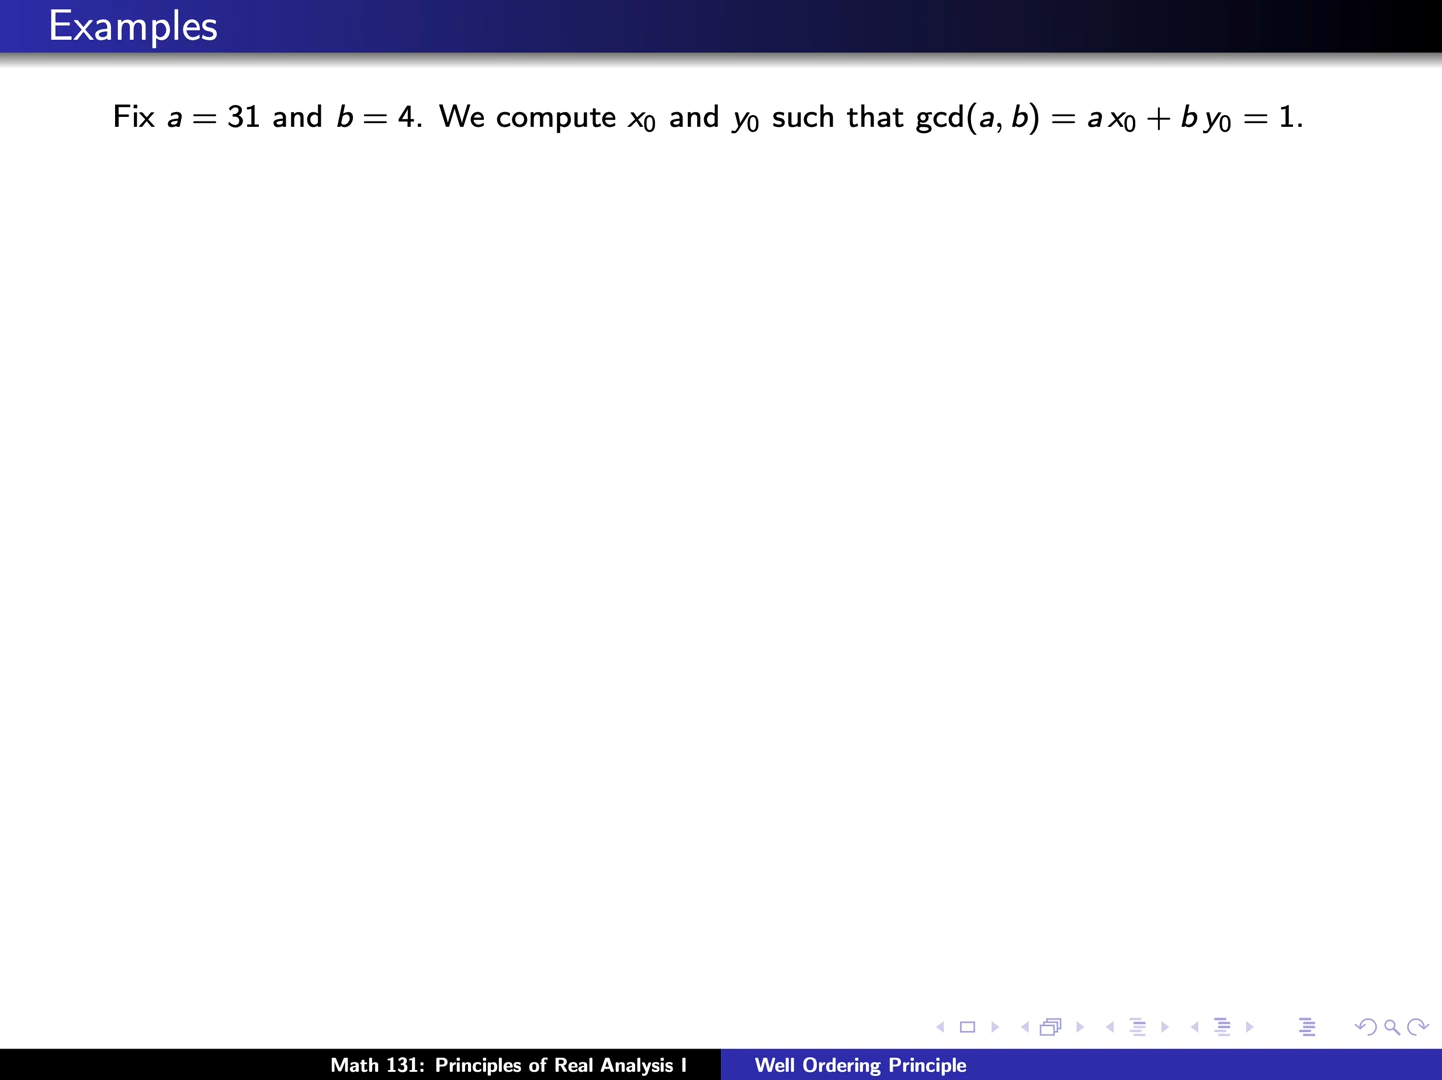 Examples
Fix a = 31 and b = 4. We compute x₀ and y₀ such that gcd(a, b) = a x₀ + b y₀ = 1.
Math 131: Principles of Real Analysis I
Well Ordering Principle